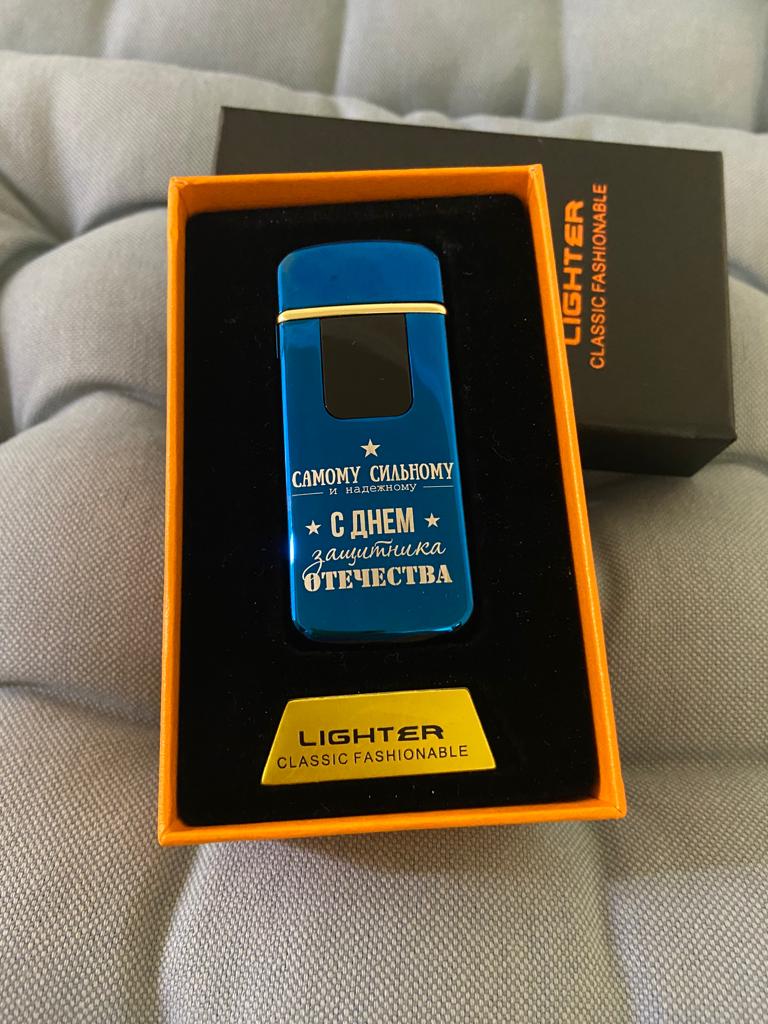 САМОМУ СИЛЬНОМУ
и надежному
С ДНЕМ
защитника
ОТЕЧЕСТВА
LIGHTER
CLASSIC FASHIONABLE
LIGHTER
CLASSIC FASHIONABLE